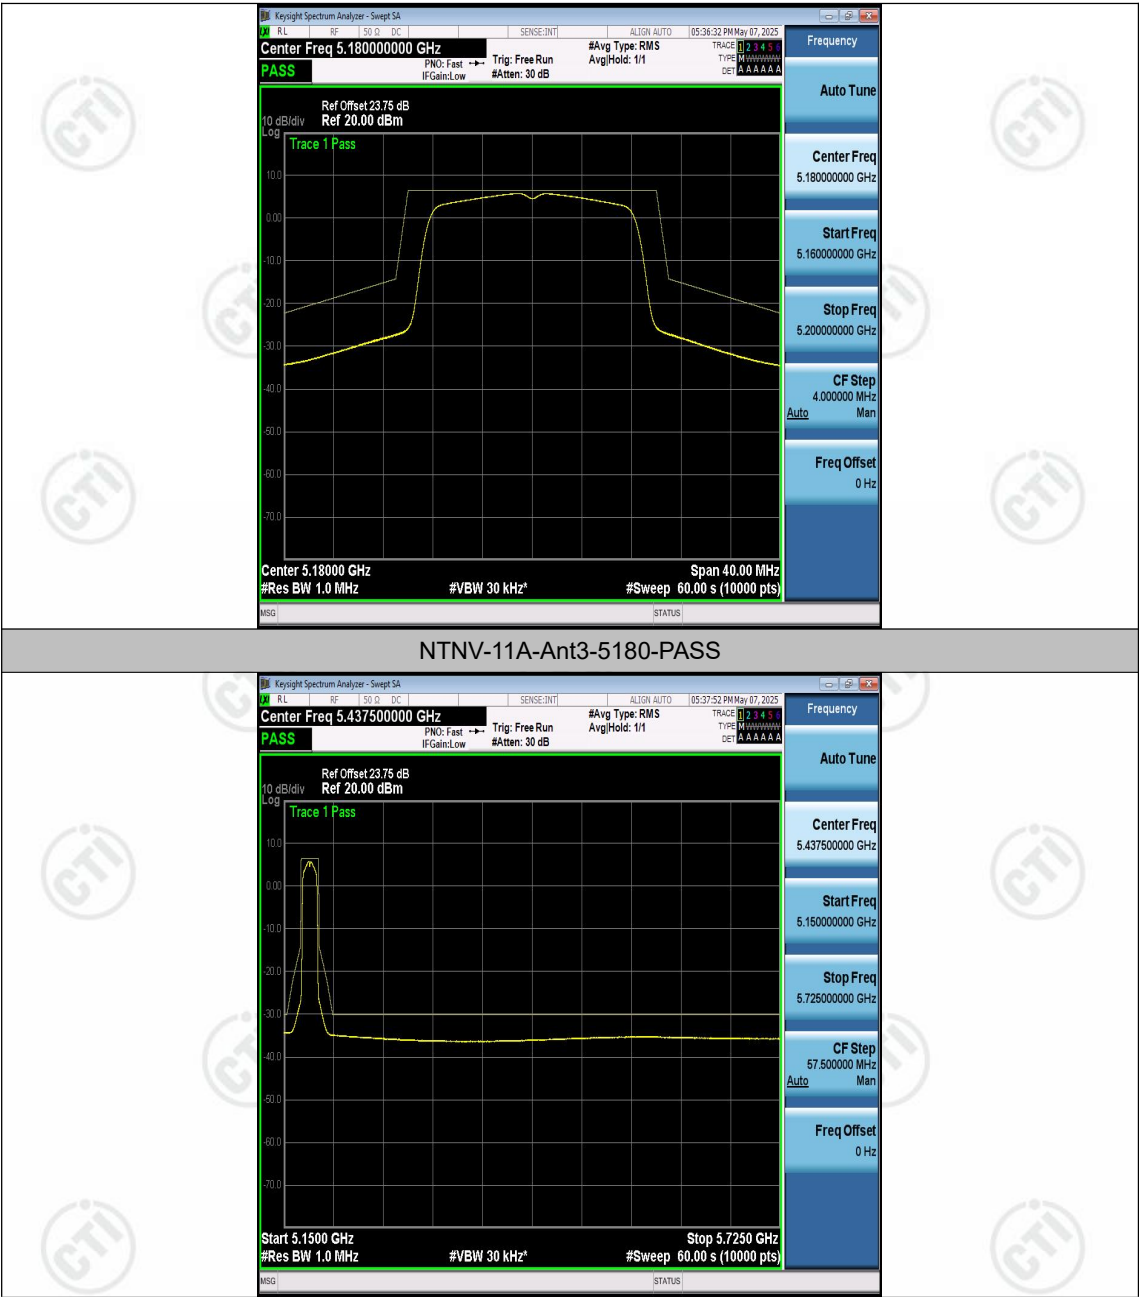 Keysight Spectrum Analyzer - Swept SA
RL RF 50 Ω DC SENSE:INT ALIGN AUTO 05:36:32 PM May 07, 2025
Center Freq 5.180000000 GHz #Avg Type: RMS TRACE 1 2 3 4 5 6
PASS PNO: Fast Trig: Free Run Avg|Hold: 1/1 TYPE M WWWWW
IFGain:Low #Atten: 30 dB DET A A A A A A
Ref Offset 23.75 dB
10 dB/div Ref 20.00 dBm
Log
Trace 1 Pass
10.0
0.00
-10.0
-20.0
-30.0
-40.0
-50.0
-60.0
-70.0
Center 5.18000 GHz Span 40.00 MHz
#Res BW 1.0 MHz #VBW 30 kHz* #Sweep 60.00 s (10000 pts)
MSG STATUS
Frequency
Auto Tune
Center Freq
5.180000000 GHz
Start Freq
5.160000000 GHz
Stop Freq
5.200000000 GHz
CF Step
4.000000 MHz
Auto Man
Freq Offset
0 Hz
NTNV-11A-Ant3-5180-PASS
Keysight Spectrum Analyzer - Swept SA
RL RF 50 Ω DC SENSE:INT ALIGN AUTO 05:37:52 PM May 07, 2025
Center Freq 5.437500000 GHz #Avg Type: RMS TRACE 1 2 3 4 5 6
PASS PNO: Fast Trig: Free Run Avg|Hold: 1/1 TYPE M WWWWW
IFGain:Low #Atten: 30 dB DET A A A A A A
Ref Offset 23.75 dB
10 dB/div Ref 20.00 dBm
Log
Trace 1 Pass
10.0
0.00
-10.0
-20.0
-30.0
-40.0
-50.0
-60.0
-70.0
Start 5.1500 GHz Stop 5.7250 GHz
#Res BW 1.0 MHz #VBW 30 kHz* #Sweep 60.00 s (10000 pts)
MSG STATUS
Frequency
Auto Tune
Center Freq
5.437500000 GHz
Start Freq
5.150000000 GHz
Stop Freq
5.725000000 GHz
CF Step
57.500000 MHz
Auto Man
Freq Offset
0 Hz
CTI
CTI
CTI
CTI
CTI
CTI
CTI
CTI
CTI
CTI
CTI
CTI